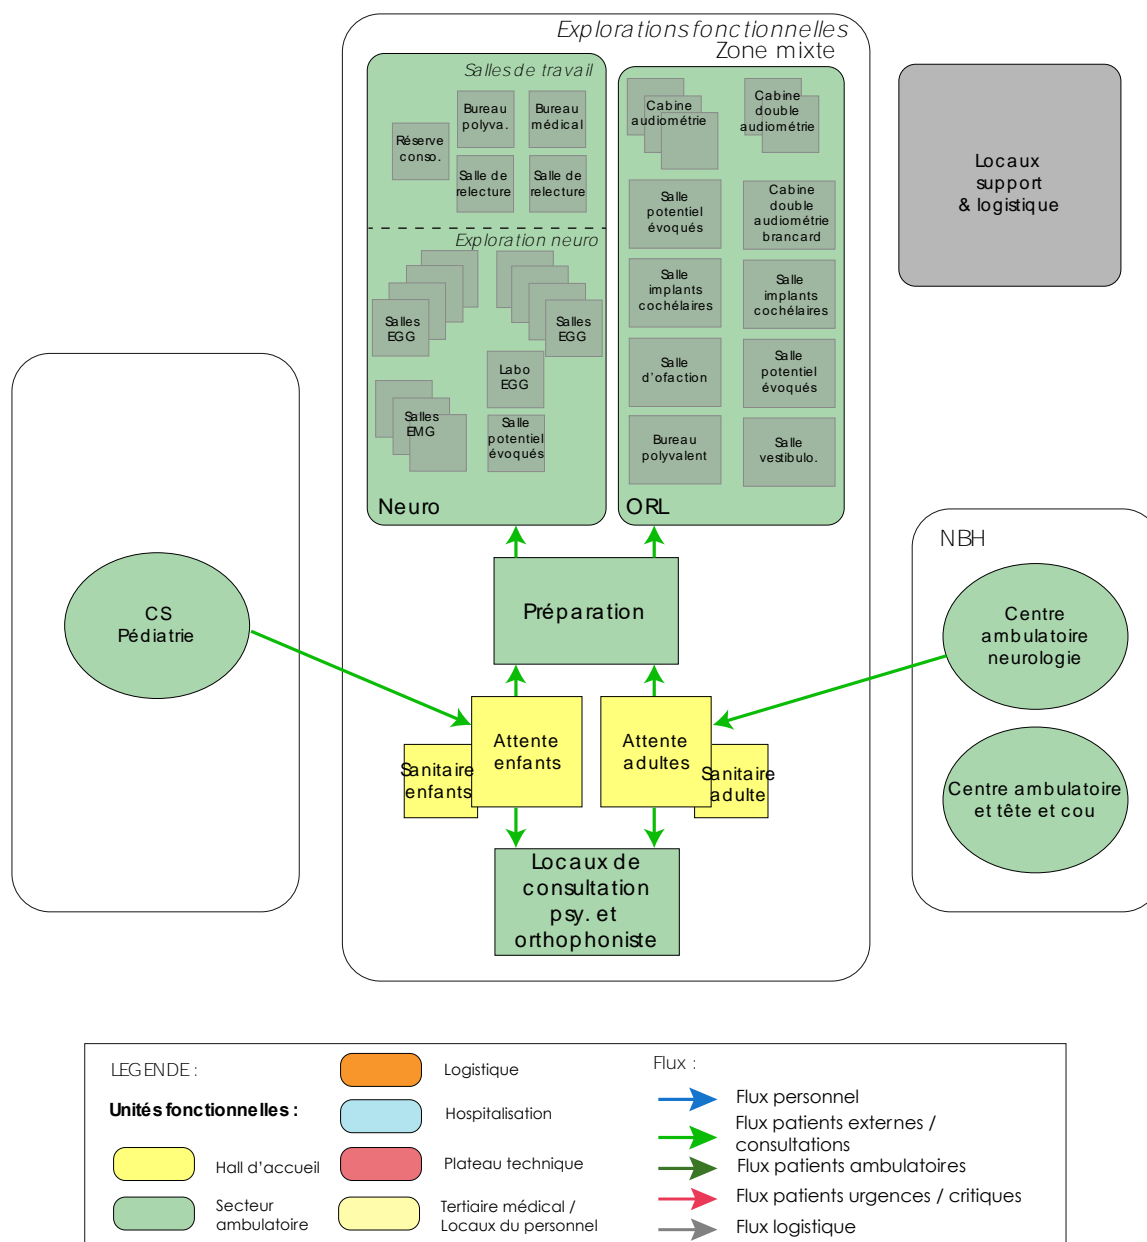 Explorations fonctionnelles
Zone mixte
Salles de travail
Réserve
conso.
Bureau
polyva.
Bureau
médical
Salle de
relecture
Salle de
relecture
Exploration neuro
Salles
EGG
Salles
EGG
Labo
EGG
Salles
EMG
Salle
potentiel
évoqués
Neuro
Cabine
audiométrie
Cabine
double
audiométrie
Salle
potentiel
évoqués
Cabine
double
audiométrie
brancard
Salle
implants
cochélaires
Salle
implants
cochélaires
Salle
d'ofaction
Salle
potentiel
évoqués
Bureau
polyvalent
Salle
vestibulo.
ORL
Locaux
support
& logistique
CS
Pédiatrie
Préparation
Attente
enfants
Sanitaire
enfants
Attente
adultes
Sanitaire
adulte
Locaux de
consultation
psy. et
orthophoniste
NBH
Centre
ambulatoire
neurologie
Centre ambulatoire
et tête et cou
LEGENDE :
Unités fonctionnelles :
Hall d'accueil
Secteur
ambulatoire
Logistique
Hospitalisation
Plateau technique
Tertiaire médical /
Locaux du personnel
Flux :
Flux personnel
Flux patients externes /
consultations
Flux patients ambulatoires
Flux patients urgences / critiques
Flux logistique